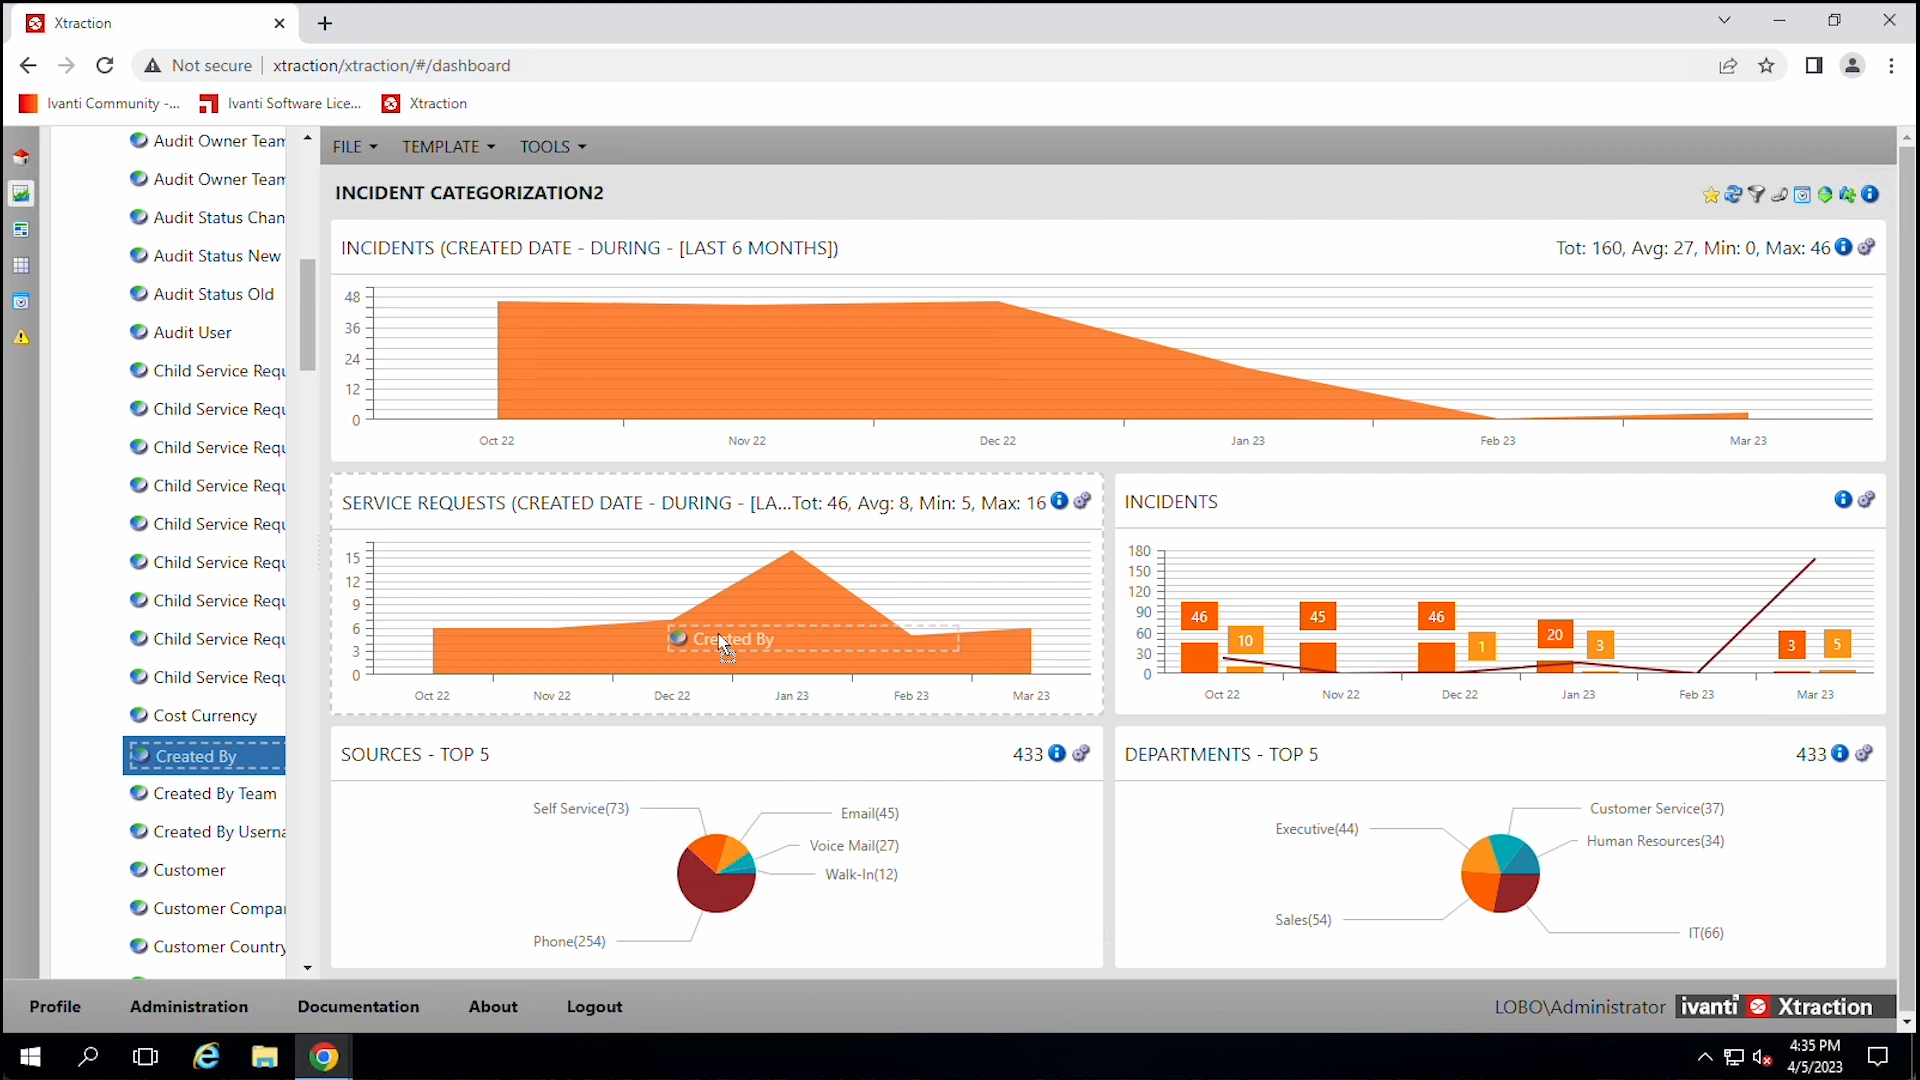 Xtraction
Not secure
xtraction/xtraction/#/dashboard
Ivanti Community -...
Ivanti Software Lice...
Xtraction
Audit Owner Team
Audit Owner Team
Audit Status Chan
Audit Status New
Audit Status Old
Audit User
Child Service Requ
Child Service Requ
Child Service Requ
Child Service Requ
Child Service Requ
Child Service Requ
Child Service Requ
Child Service Requ
Child Service Requ
Cost Currency
Created By
Created By Team
Created By Userna
Customer
Customer Compa
Customer Country
FILE
TEMPLATE
TOOLS
INCIDENT CATEGORIZATION2
INCIDENTS (CREATED DATE - DURING - [LAST 6 MONTHS])
Tot: 160, Avg: 27, Min: 0, Max: 46
48
36
24
12
0
Oct 22
Nov 22
Dec 22
Jan 23
Feb 23
Mar 23
SERVICE REQUESTS (CREATED DATE - DURING - [LA...Tot: 46, Avg: 8, Min: 5, Max: 16
15
12
9
6
3
0
Created By
Oct 22
Nov 22
Dec 22
Jan 23
Feb 23
Mar 23
INCIDENTS
180
150
120
90
60
30
0
46
10
45
46
1
20
3
3
5
Oct 22
Nov 22
Dec 22
Jan 23
Feb 23
Mar 23
SOURCES - TOP 5
433
Self Service(73)
Email(45)
Voice Mail(27)
Walk-In(12)
Phone(254)
DEPARTMENTS - TOP 5
433
Customer Service(37)
Executive(44)
Human Resources(34)
Sales(54)
IT(66)
Profile
Administration
Documentation
About
Logout
LOBO\Administrator
ivanti Xtraction
4:35 PM
4/5/2023